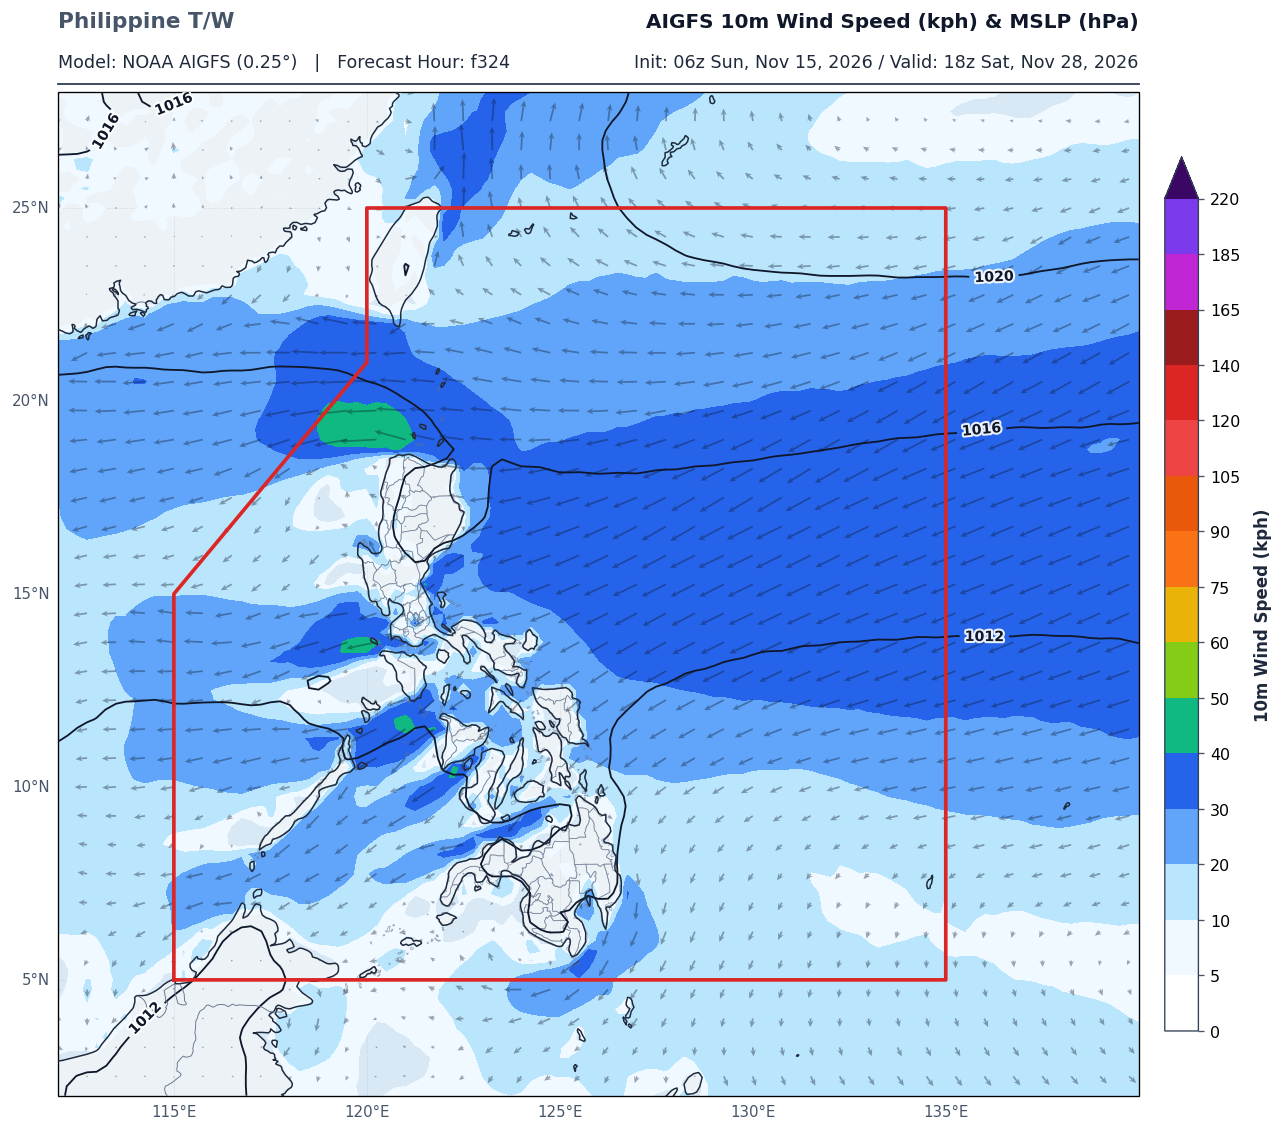 Philippine T/W
AIGFS 10m Wind Speed (kph) & MSLP (hPa)
Model: NOAA AIGFS (0.25°)   |   Forecast Hour: f324
Init: 06z Sun, Nov 15, 2026 / Valid: 18z Sat, Nov 28, 2026
1016
1016
25°N
1020
20°N
1016
15°N
1012
10°N
5°N
1012
115°E
120°E
125°E
130°E
135°E
220
185
165
140
120
105
90
75
60
50
40
30
20
10
5
0
10m Wind Speed (kph)